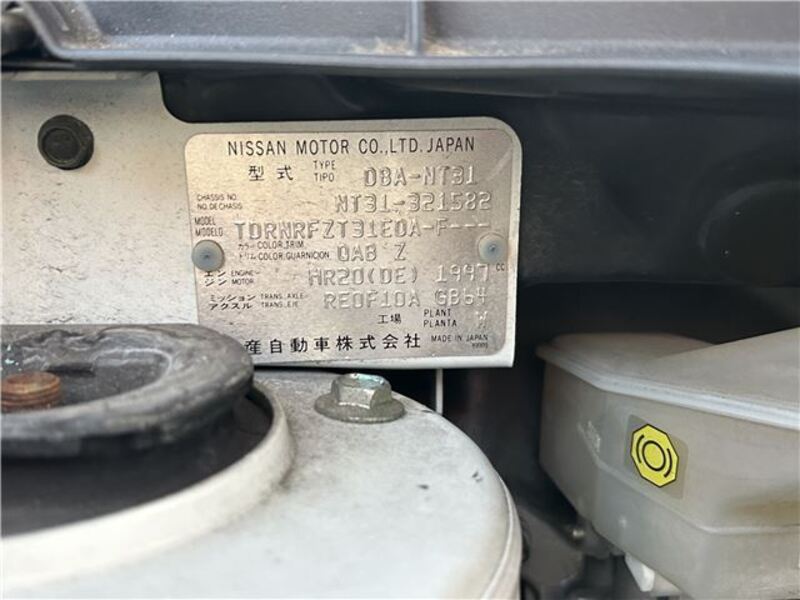 NISSAN MOTOR CO.,LTD. JAPAN
型式 TYPE TIPO DBA-NT31
CHASSIS NO. NO. DE CHASIS NT31-321582
MODEL MODELO TDRNRFZT31EDA-F---
カラー トリム COLOR, TRIM. COLOR, GUARNICION QAB Z
エンジン ENGINE MOTOR MR20(DE) 1997 CC
ミッション アクスル TRANS. AXLE TRANS. EJE RE0F10A GB64
工場 PLANT PLANTA
産自動車株式会社 MADE IN JAPAN